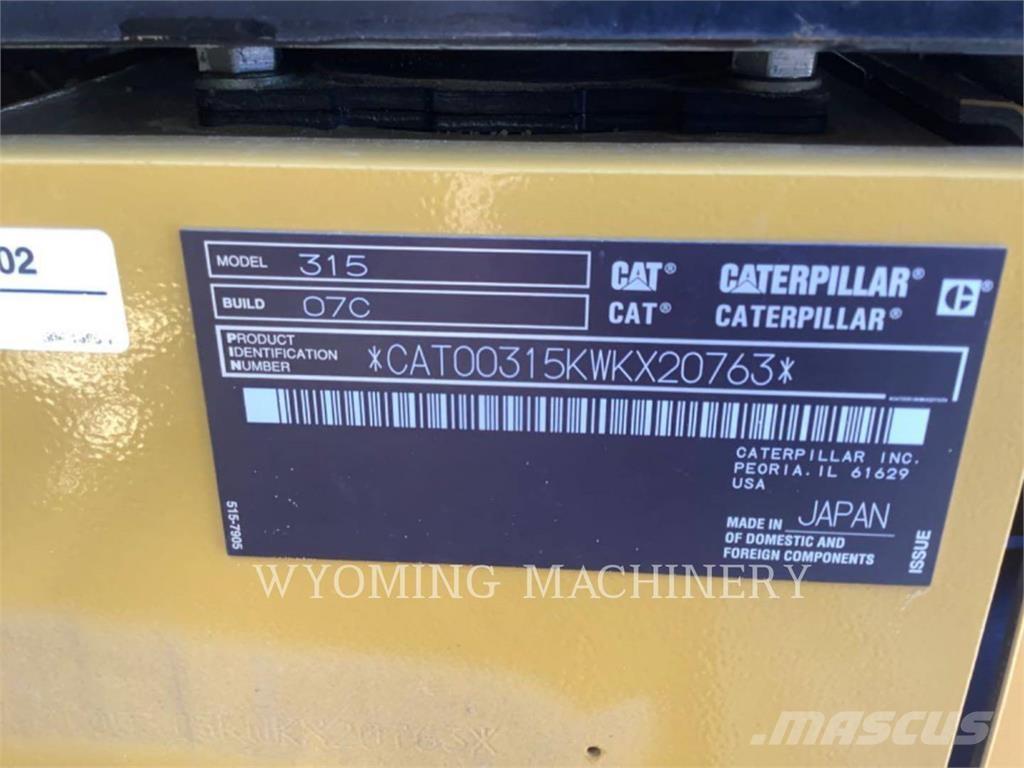 02
MODEL 315
BUILD 07C
PRODUCT
IDENTIFICATION
NUMBER
*CAT00315KWKX20763*
CAT® CATERPILLAR®
CAT® CATERPILLAR®
CATERPILLAR INC.
PEORIA, IL 61629
USA
MADE IN JAPAN
OF DOMESTIC AND
FOREIGN COMPONENTS
515-7905
ISSUE
WYOMING MACHINERY
KWKX20763*
MASCUS